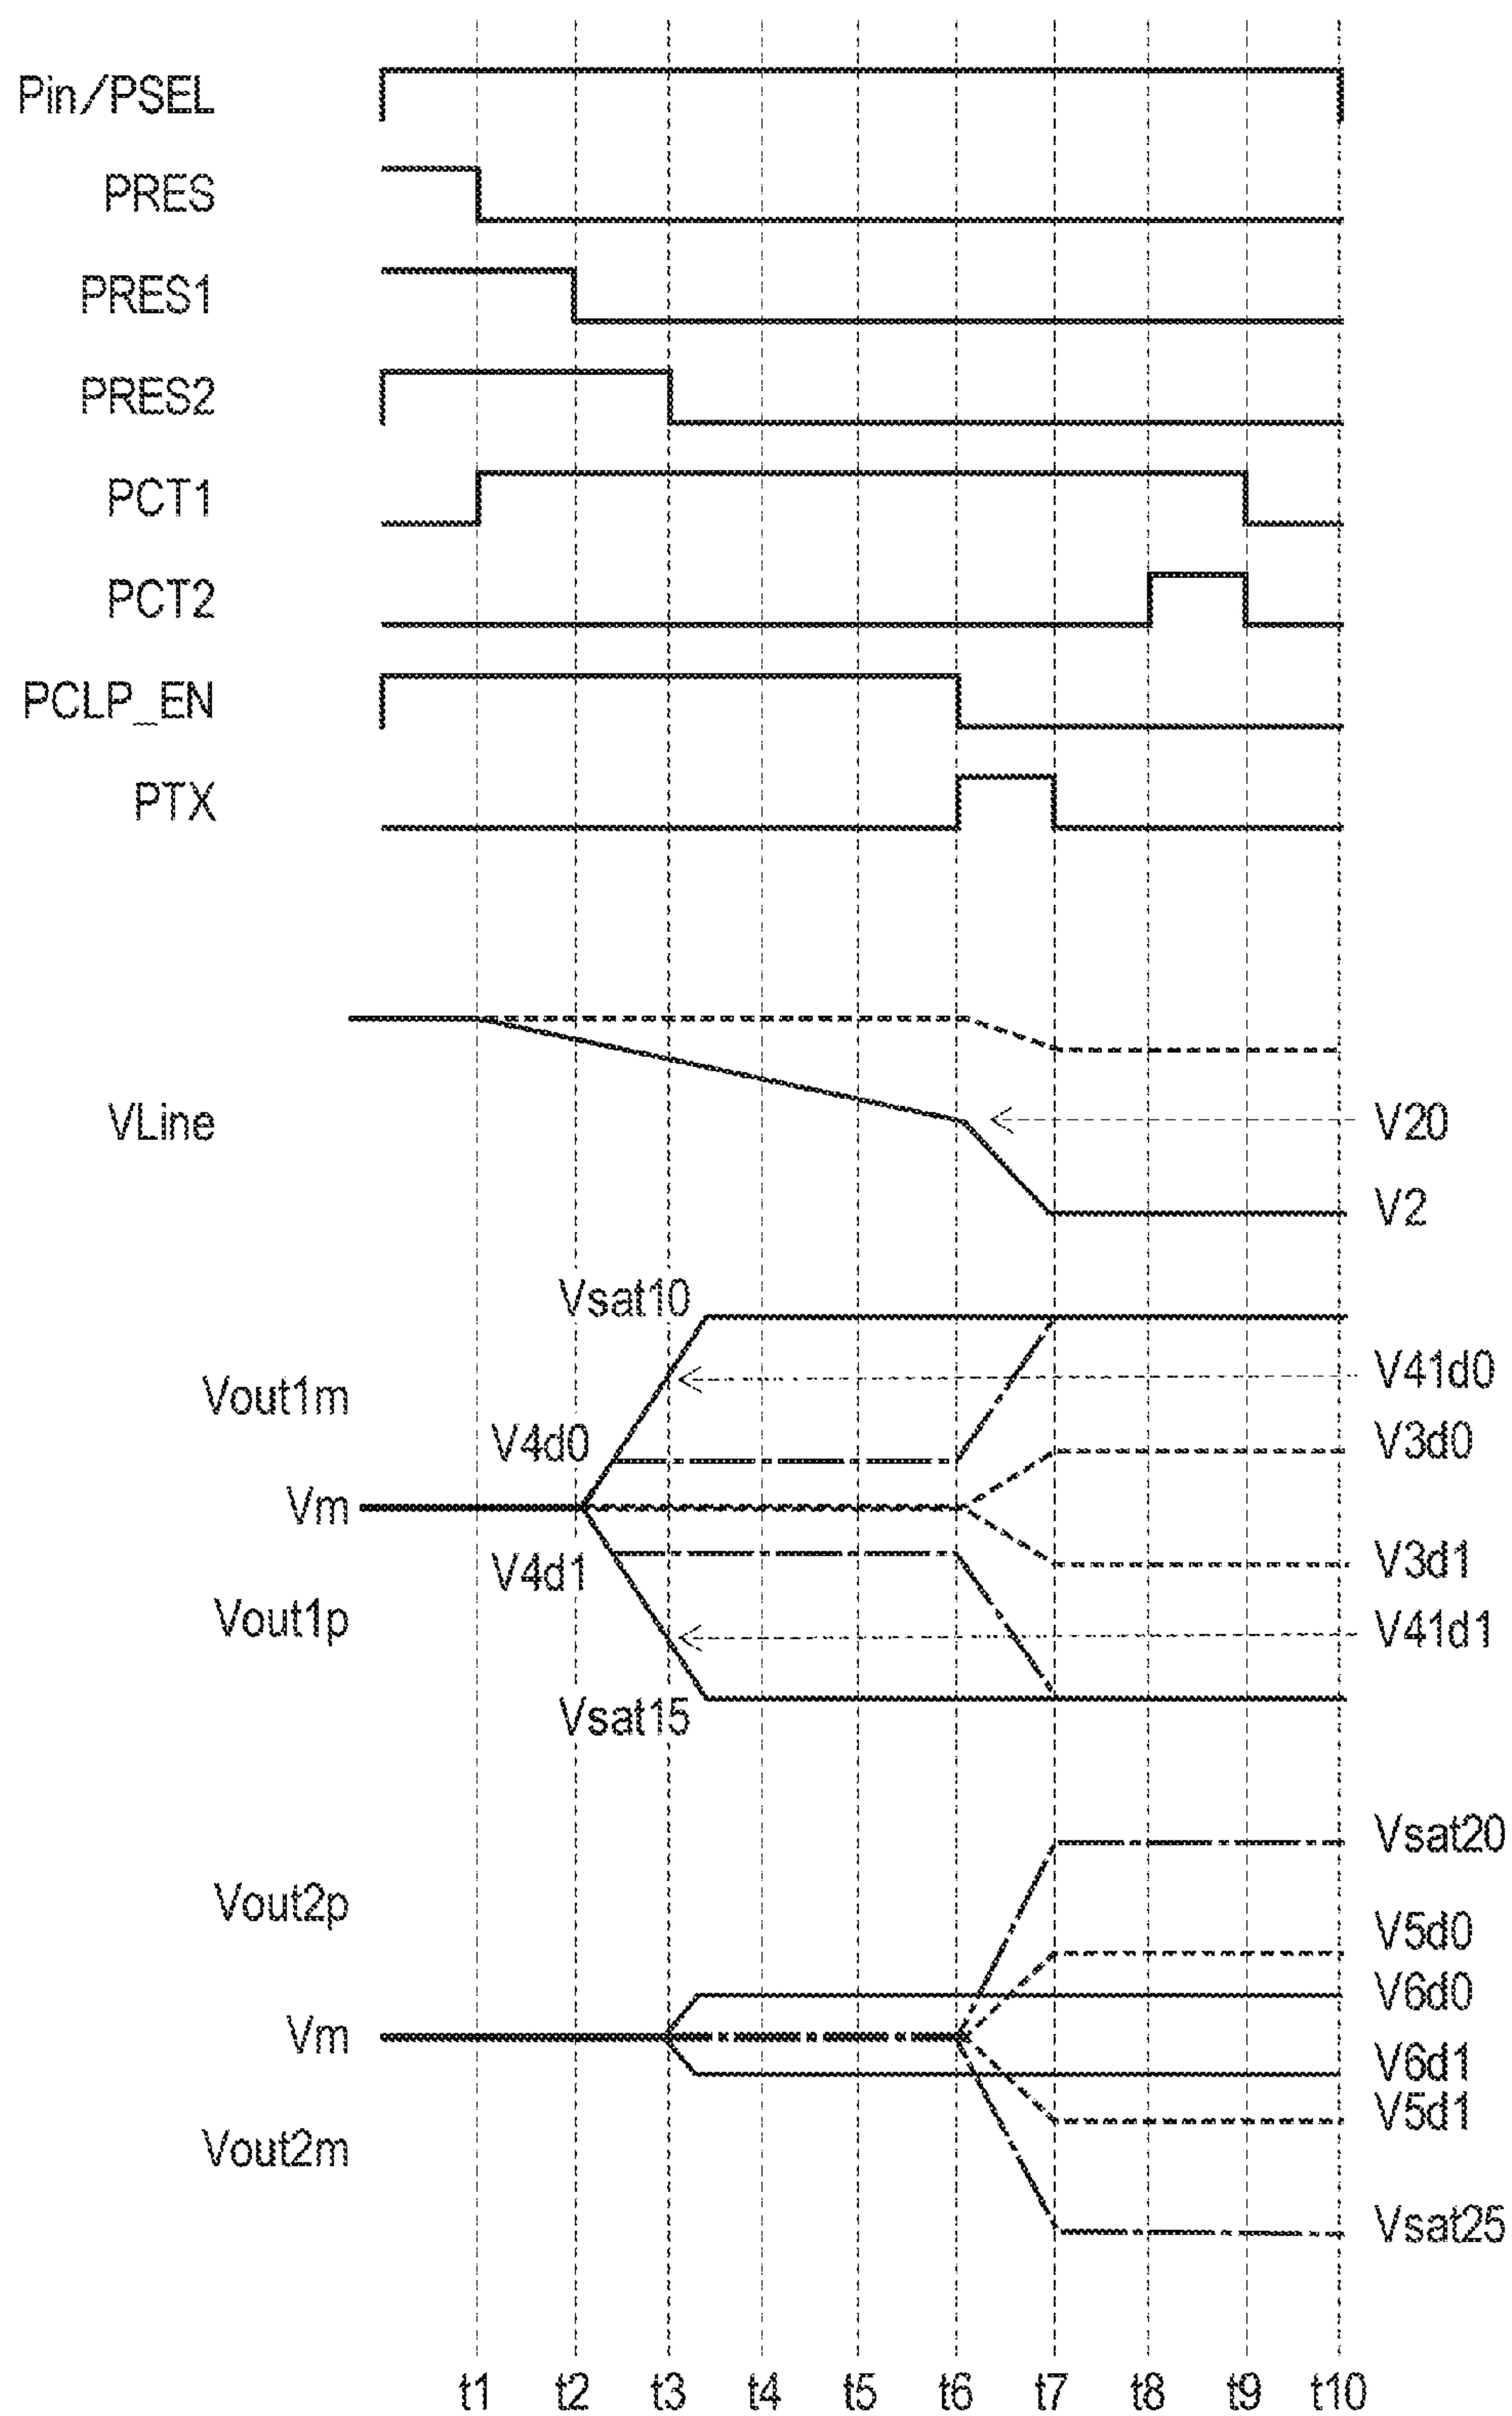 Pin/PSEL
PRES
PRES1
PRES2
PCT1
PCT2
PCLP_EN
PTX
VLine
V20
V2
Vsat10
Vout1m
V41d0
V4d0
V3d0
Vm
V4d1
V3d1
Vout1p
V41d1
Vsat15
Vsat20
Vout2p
V5d0
V6d0
Vm
V6d1
V5d1
Vout2m
Vsat25
t1 t2 t3 t4 t5 t6 t7 t8 t9 t10